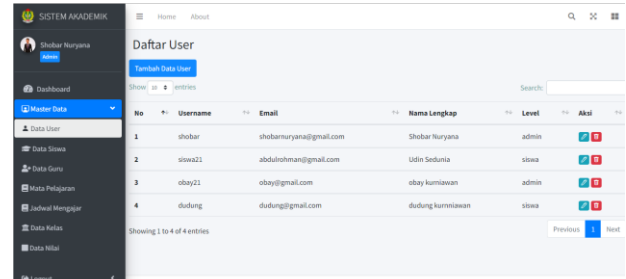 SISTEM AKADEMIK
Home About
Shobar Nuryana
Admin
Dashboard
Master Data
Data User
Data Siswa
Data Guru
Mata Pelajaran
Jadwal Mengajar
Data Kelas
Data Nilai
Logout
Daftar User
Tambah Data User
Show 10 entries
Search:
No Username Email Nama Lengkap Level Aksi
1 shobar shobarnuryana@gmail.com Shobar Nuryana admin
2 siswa21 abdulrohman@gmail.com Udin Sedunia siswa
3 obay21 obay@gmail.com obay kurniawan admin
4 dudung dudung@gmail.com dudung kurnniawan siswa
Showing 1 to 4 of 4 entries
Previous 1 Next